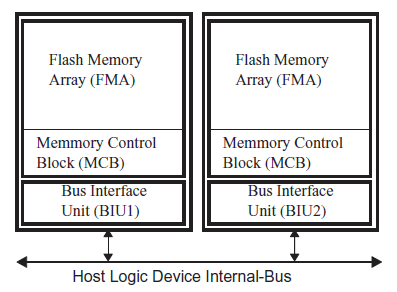 Flash Memory
Array (FMA)
Memmory Control
Block (MCB)
Bus Interface
Unit (BIU1)
Flash Memory
Array (FMA)
Memmory Control
Block (MCB)
Bus Interface
Unit (BIU2)
Host Logic Device Internal-Bus